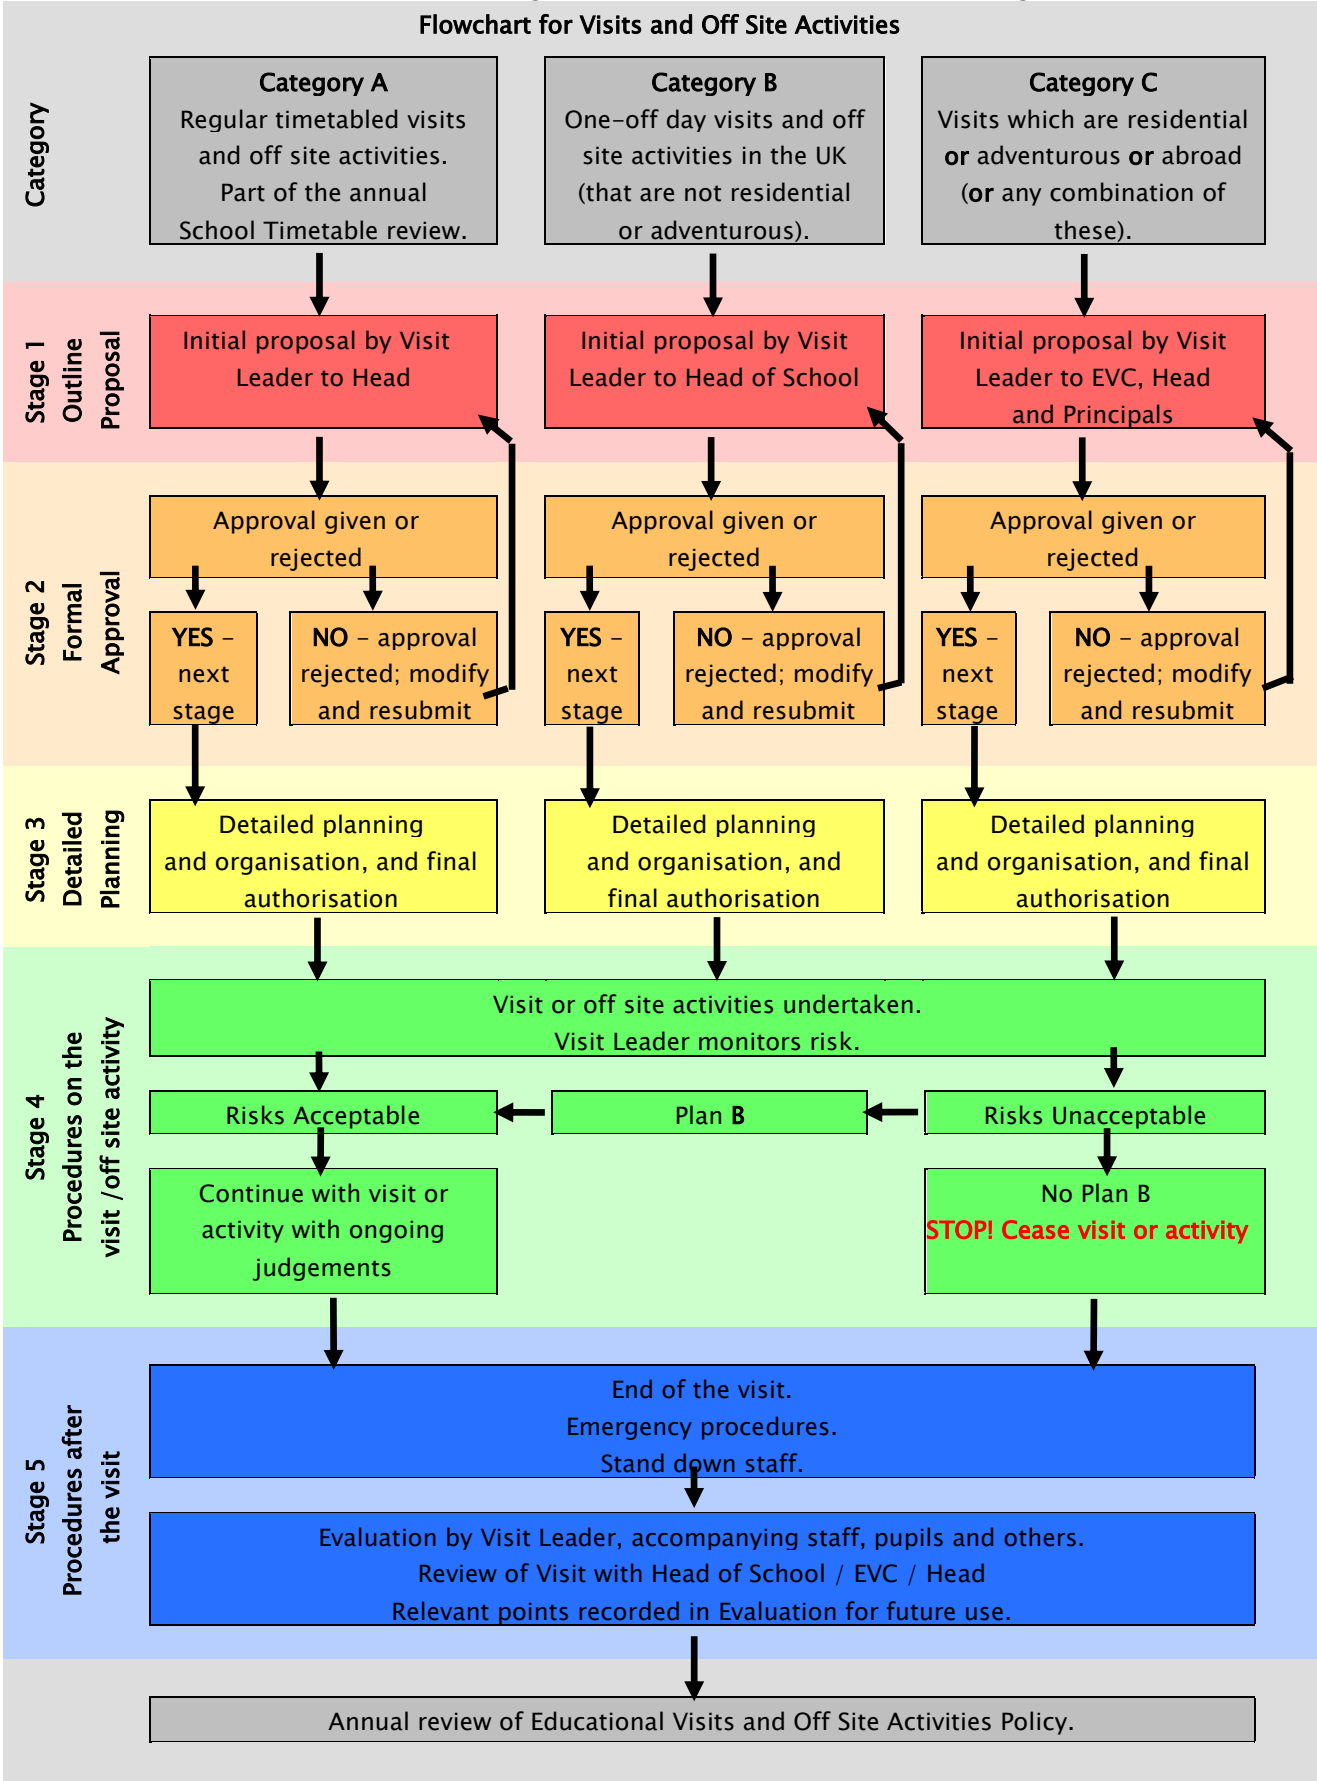 Flowchart for Visits and Off Site Activities
Category
Category A
Regular timetabled visits
and off site activities.
Part of the annual
School Timetable review.
Category B
One-off day visits and off
site activities in the UK
(that are not residential
or adventurous).
Category C
Visits which are residential
or adventurous or abroad
(or any combination of
these).
Stage 1
Outline
Proposal
Initial proposal by Visit
Leader to Head
Initial proposal by Visit
Leader to Head of School
Initial proposal by Visit
Leader to EVC, Head
and Principals
Stage 2
Formal
Approval
Approval given or
rejected
YES –
next
stage
NO – approval
rejected; modify
and resubmit
Approval given or
rejected
YES –
next
stage
NO – approval
rejected; modify
and resubmit
Approval given or
rejected
YES –
next
stage
NO – approval
rejected; modify
and resubmit
Stage 3
Detailed
Planning
Detailed planning
and organisation, and final
authorisation
Detailed planning
and organisation, and
final authorisation
Detailed planning
and organisation, and final
authorisation
Stage 4
Procedures on the
visit /off site activity
Visit or off site activities undertaken.
Visit Leader monitors risk.
Risks Acceptable
Plan B
Risks Unacceptable
Continue with visit or
activity with ongoing
judgements
No Plan B
STOP! Cease visit or activity
Stage 5
Procedures after
the visit
End of the visit.
Emergency procedures.
Stand down staff.
Evaluation by Visit Leader, accompanying staff, pupils and others.
Review of Visit with Head of School / EVC / Head
Relevant points recorded in Evaluation for future use.
Annual review of Educational Visits and Off Site Activities Policy.